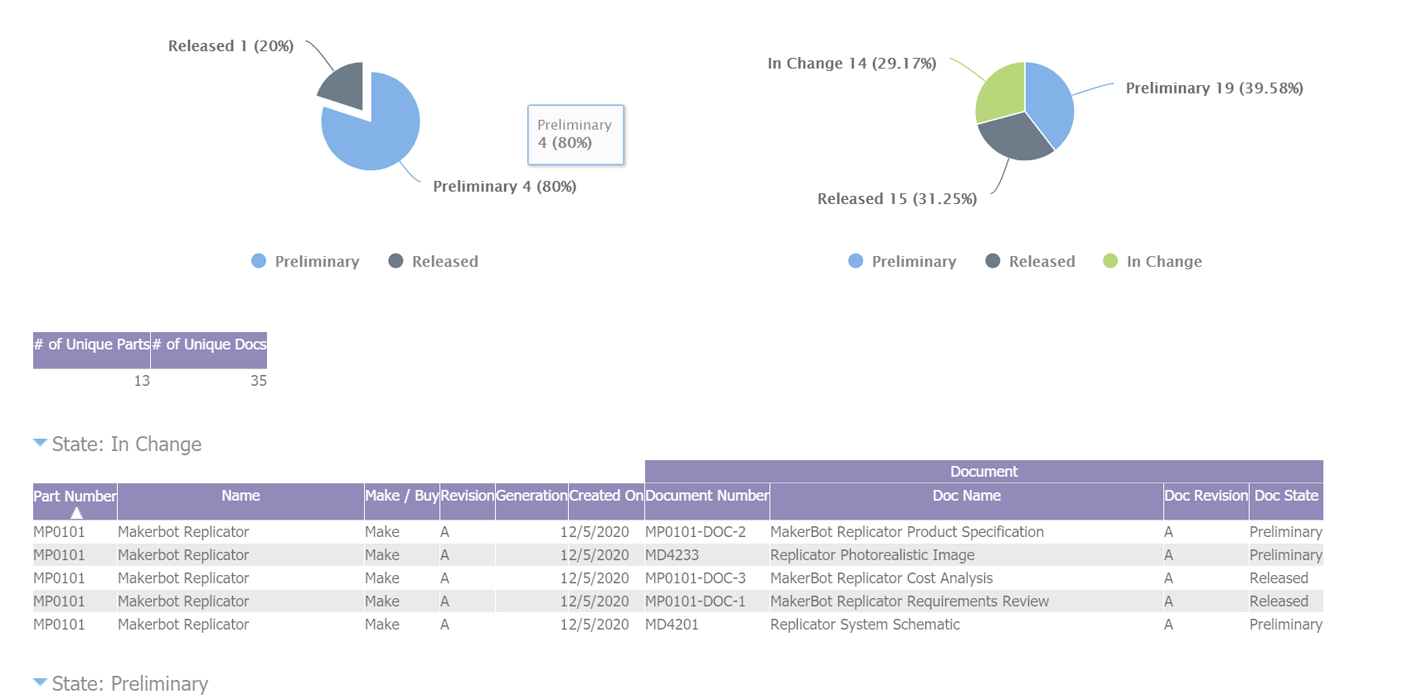 Released 1 (20%)
Preliminary
4 (80%)
Preliminary 4 (80%)
Preliminary Released
In Change 14 (29.17%)
Preliminary 19 (39.58%)
Released 15 (31.25%)
Preliminary Released In Change
# of Unique Parts # of Unique Docs
13 35
State: In Change
Document
Part Number Name Make / Buy Revision Generation Created On Document Number Doc Name Doc Revision Doc State
MP0101 Makerbot Replicator Make A 12/5/2020 MP0101-DOC-2 MakerBot Replicator Product Specification A Preliminary
MP0101 Makerbot Replicator Make A 12/5/2020 MD4233 Replicator Photorealistic Image A Preliminary
MP0101 Makerbot Replicator Make A 12/5/2020 MP0101-DOC-3 MakerBot Replicator Cost Analysis A Released
MP0101 Makerbot Replicator Make A 12/5/2020 MP0101-DOC-1 MakerBot Replicator Requirements Review A Released
MP0101 Makerbot Replicator Make A 12/5/2020 MD4201 Replicator System Schematic A Preliminary
State: Preliminary